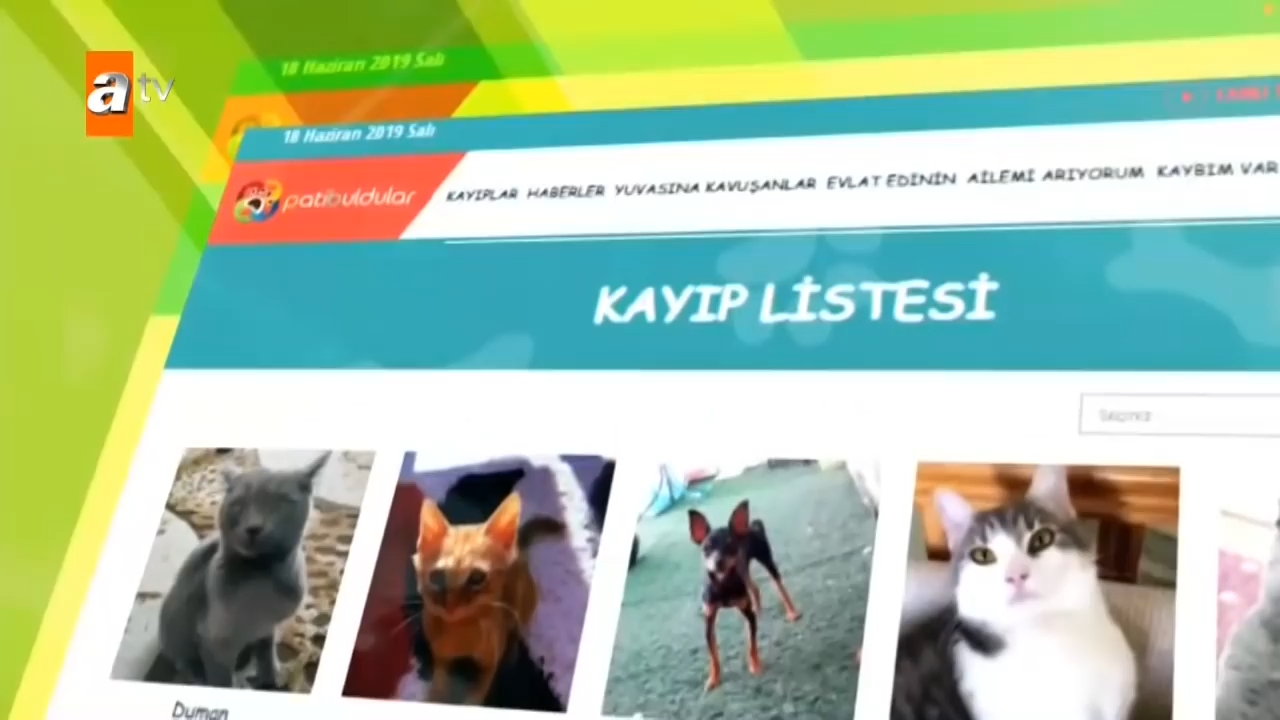 atv
18 Haziran 2019 Salı
18 Haziran 2019 Salı
patibuldular
KAYIPLAR HABERLER YUVASINA KAVUŞANLAR EVLAT EDİNİN AİLEMİ ARIYORUM KAYBIM VAR
KAYIP LİSTESİ
Seçiniz
Duman